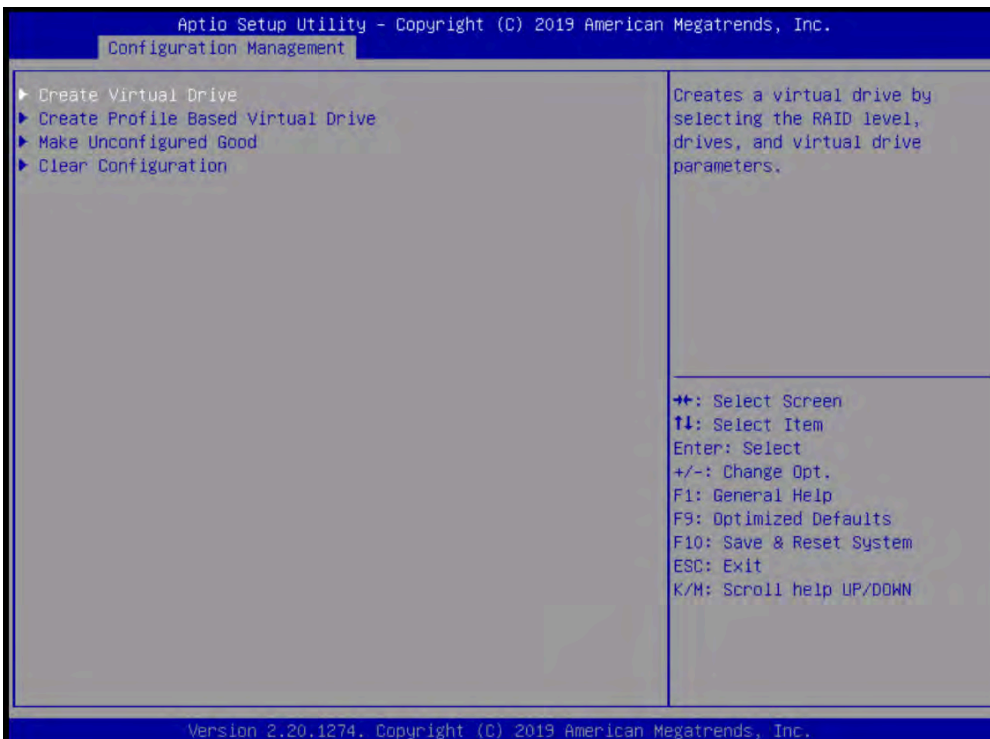 Aptio Setup Utility – Copyright (C) 2019 American Megatrends, Inc.
Configuration Management
▶ Create Virtual Drive
▶ Create Profile Based Virtual Drive
▶ Make Unconfigured Good
▶ Clear Configuration
Creates a virtual drive by
selecting the RAID level,
drives, and virtual drive
parameters.
→←: Select Screen
↑↓: Select Item
Enter: Select
+/-: Change Opt.
F1: General Help
F9: Optimized Defaults
F10: Save & Reset System
ESC: Exit
K/M: Scroll help UP/DOWN
Version 2.20.1274. Copyright (C) 2019 American Megatrends, Inc.